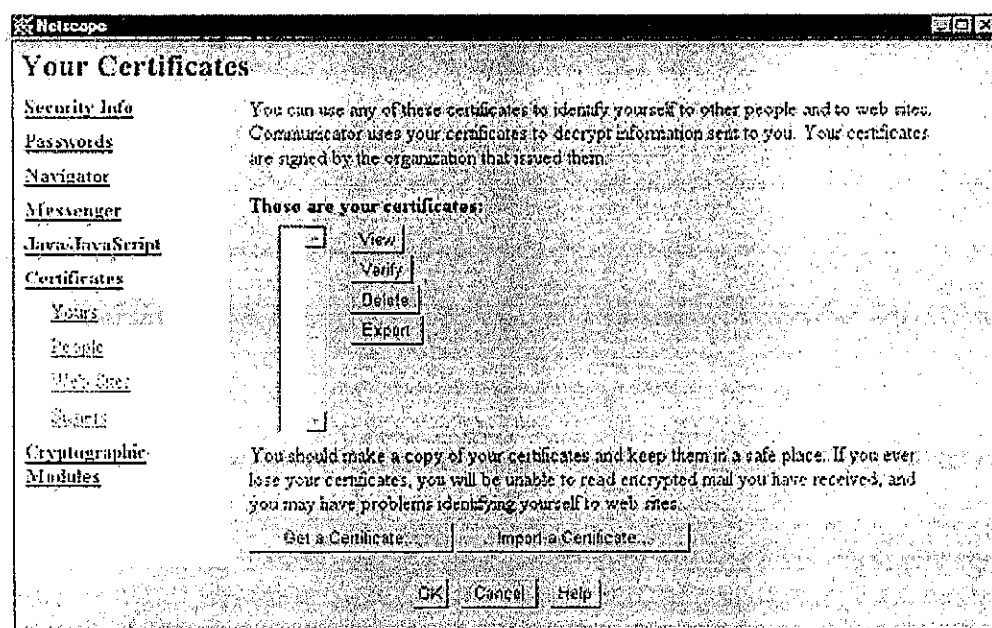 Netscape
Your Certificates
Security Info
Passwords
Navigator
Messenger
Java/JavaScript
Certificates
Yours
People
Web Sites
Signers
Cryptographic
Modules
You can use any of these certificates to identify yourself to other people and to web sites.
Communicator uses your certificates to decrypt information sent to you. Your certificates
are signed by the organization that issued them.
These are your certificates:
View
Verify
Delete
Export
You should make a copy of your certificates and keep them in a safe place. If you ever
lose your certificates, you will be unable to read encrypted mail you have received, and
you may have problems identifying yourself to web sites.
Get a Certificate...
Import a Certificate...
OK
Cancel
Help